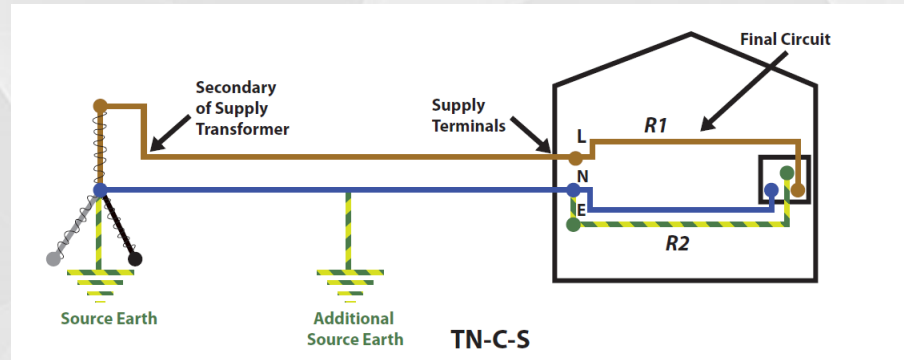 Final Circuit
Secondary
of Supply
Transformer
Supply
Terminals
L
R1
N
E
R2
Source Earth
Additional
Source Earth
TN-C-S